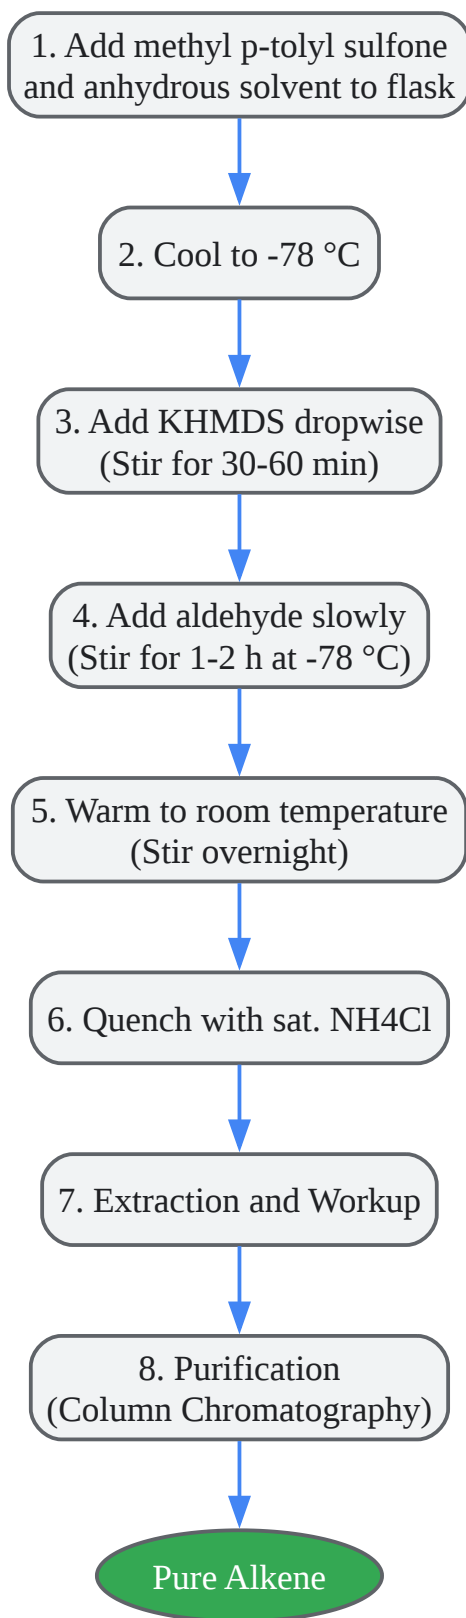 1. Add methyl p-tolyl sulfone
and anhydrous solvent to flask
2. Cool to -78 °C
3. Add KHMDS dropwise
(Stir for 30-60 min)
4. Add aldehyde slowly
(Stir for 1-2 h at -78 °C)
5. Warm to room temperature
(Stir overnight)
6. Quench with sat. NH4Cl
7. Extraction and Workup
8. Purification
(Column Chromatography)
Pure Alkene